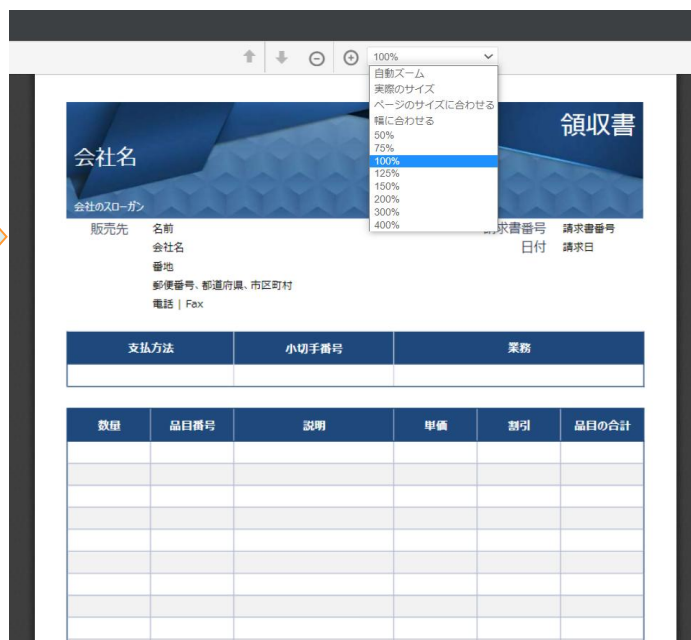 100%
自動ズーム
実際のサイズ
ページのサイズに合わせる
幅に合わせる
50%
75%
100%
125%
150%
200%
300%
400%
領収書
会社名
会社のスローガン
販売先 名前
会社名
番地
郵便番号、都道府県、市区町村
電話 | Fax
求書番号 請求書番号
日付 請求日
支払方法 小切手番号 業務
数量 品目番号 説明 単価 割引 品目の合計